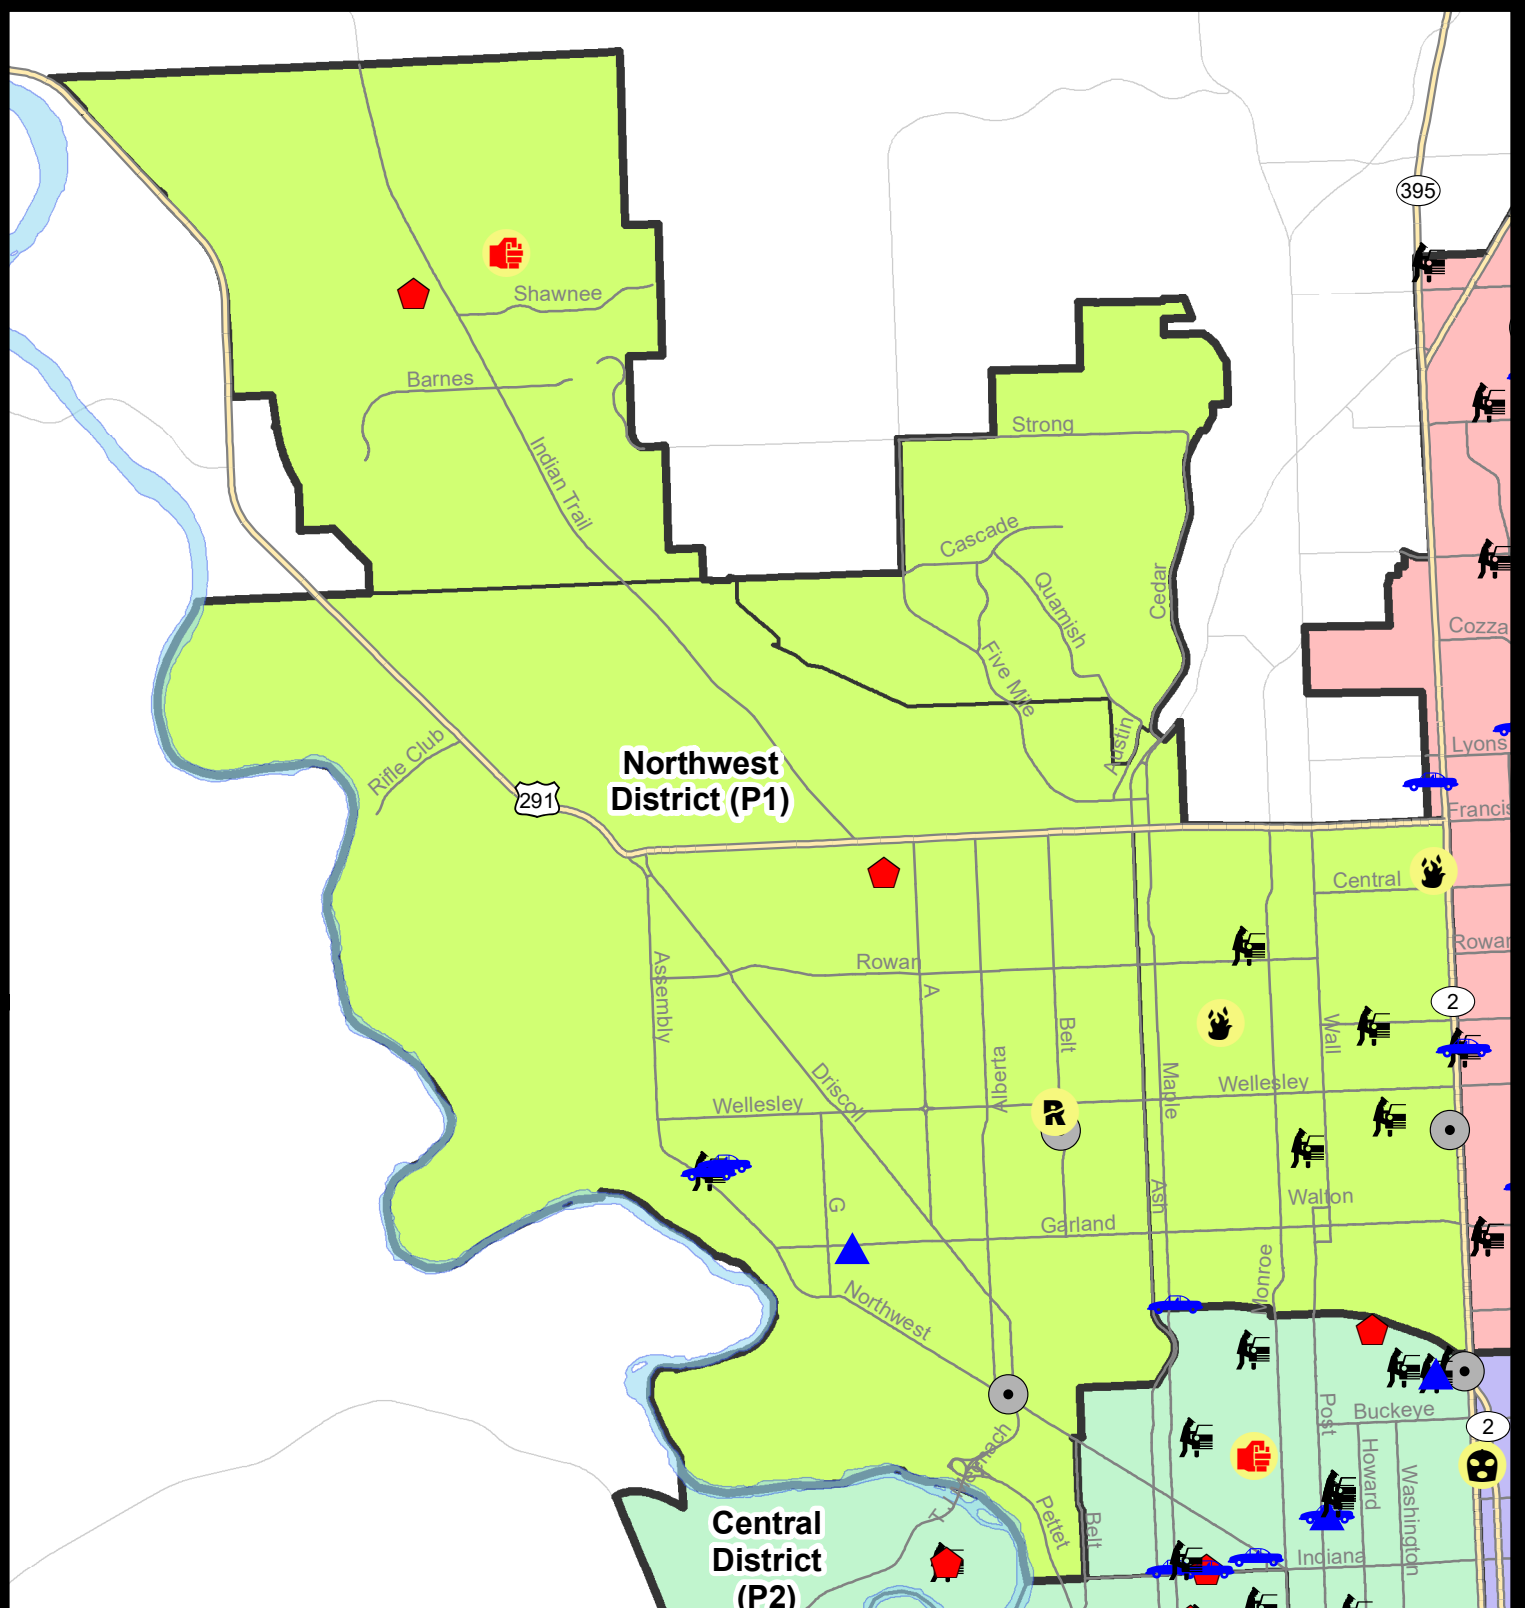 395
Shawnee
Barnes
Strong
Indian Trail
Cascade
Quamish
Cedar
Cozza
Five Mile
Austin
Lyons
Rifle Club
Northwest
District (P1)
291
Francis
Central
Rowan
Rowan
Assembly
A
2
Belt
Wall
Alberta
Driscoll
Maple
Wellesley
Wellesley
R
Ash
Walton
G
Garland
Monroe
Northwest
Post
Buckeye
2
Howard
Washington
Pettet
Belt
Central
District
(P2)
Indiana